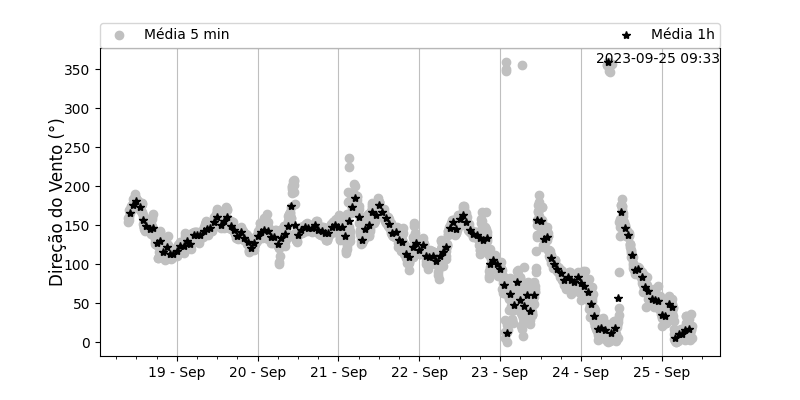 Média 5 min
Média 1h
2023-09-25 09:33
Direção do Vento (°)
350
300
250
200
150
100
50
0
19 - Sep
20 - Sep
21 - Sep
22 - Sep
23 - Sep
24 - Sep
25 - Sep